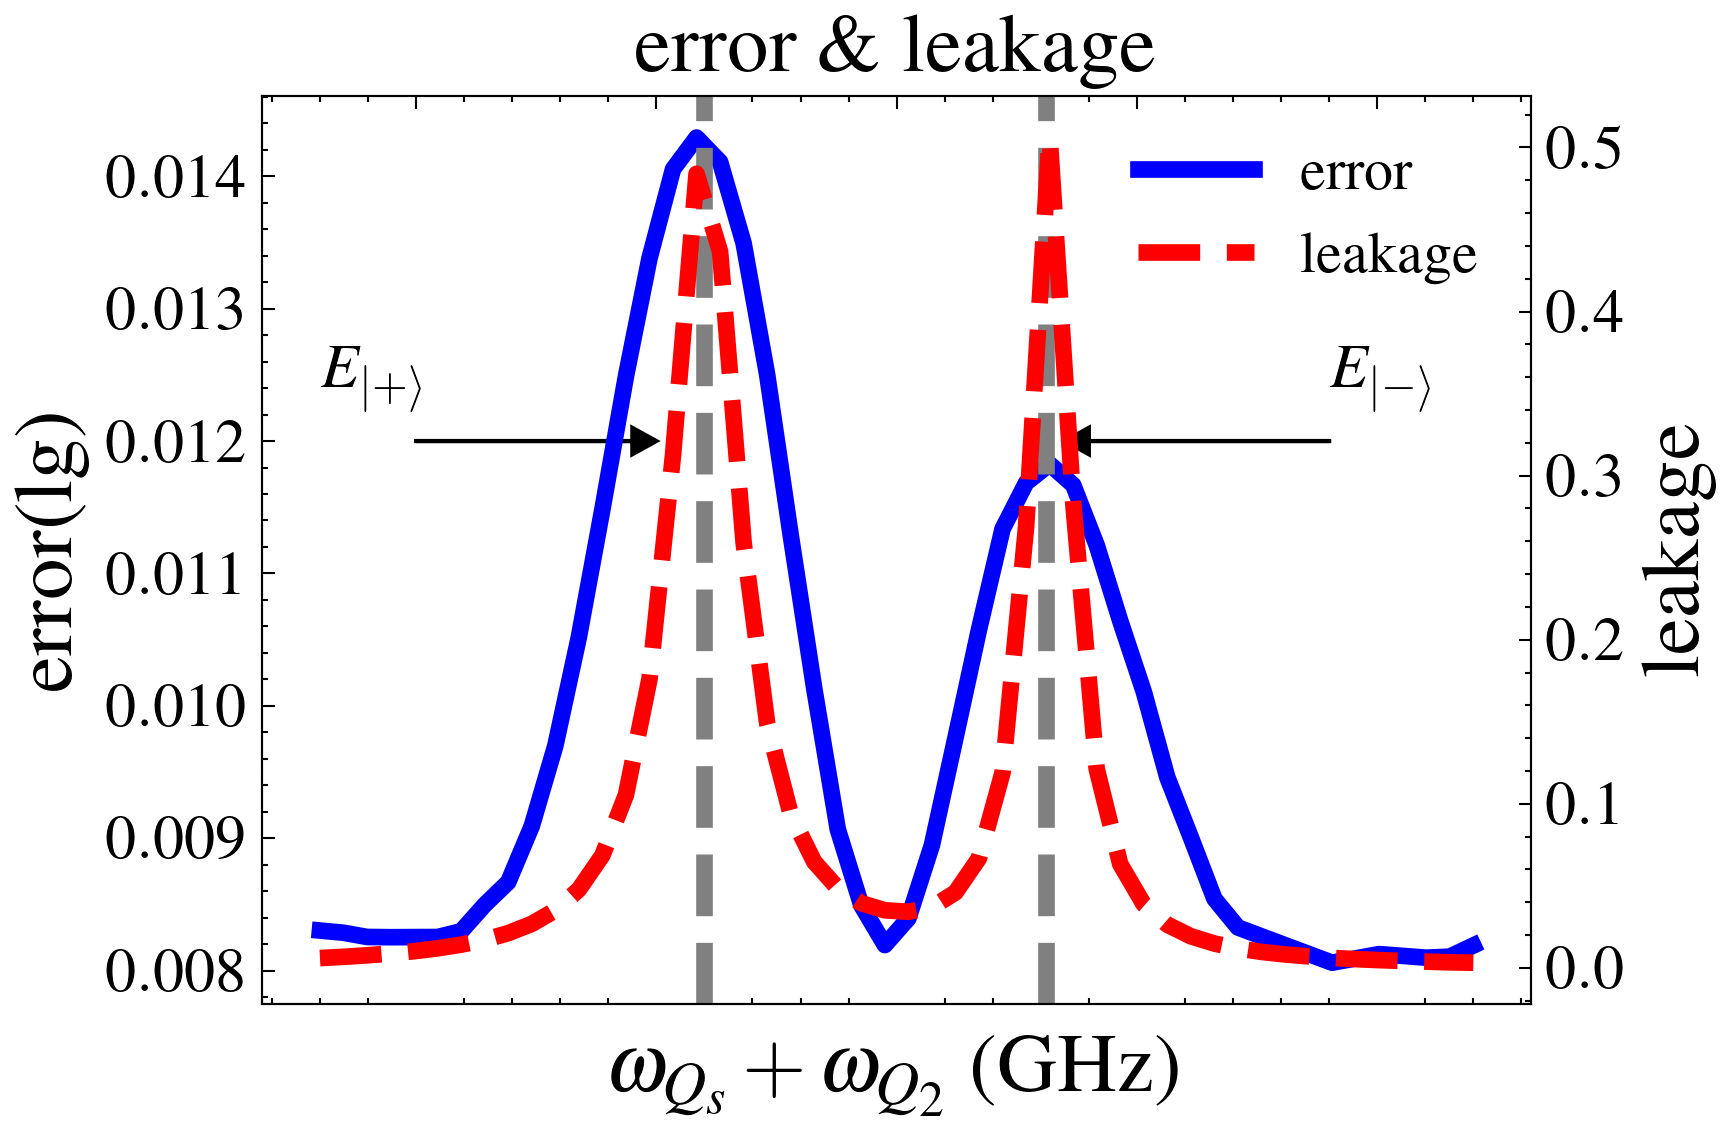 error & leakage
0.014
0.013
0.012
0.011
0.010
0.009
0.008
error(lg)
0.5
0.4
0.3
0.2
0.1
0.0
leakage
error
leakage
E|+⟩
E|−⟩
ωQs + ωQ2 (GHz)